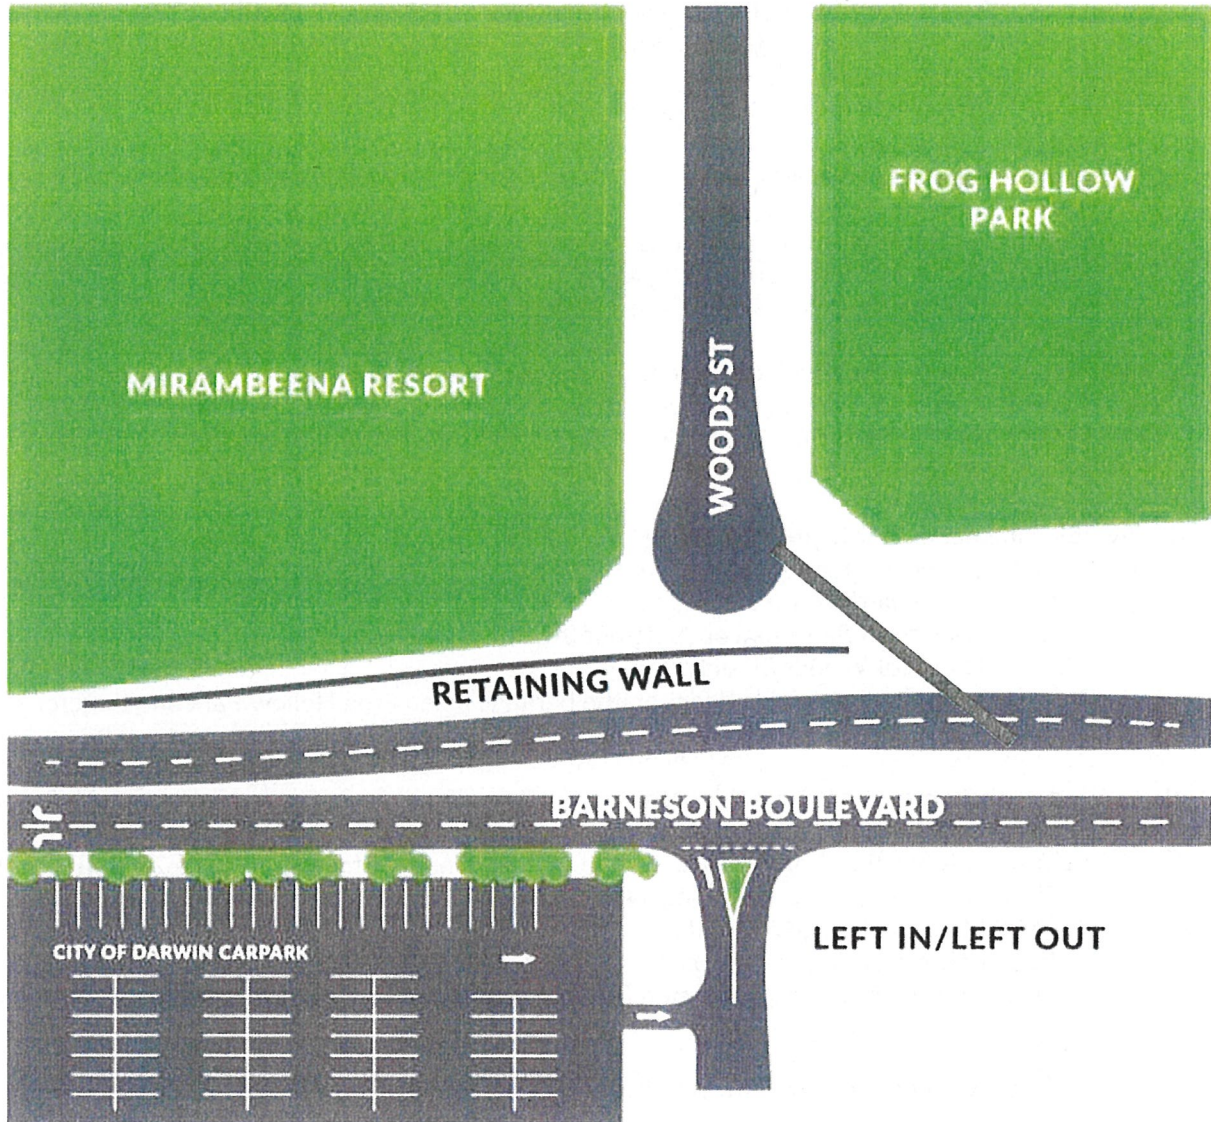 FROG HOLLOW
PARK
MIRAMBEENA RESORT
WOODS ST
RETAINING WALL
BARNESON BOULEVARD
LEFT IN/LEFT OUT
CITY OF DARWIN CARPARK